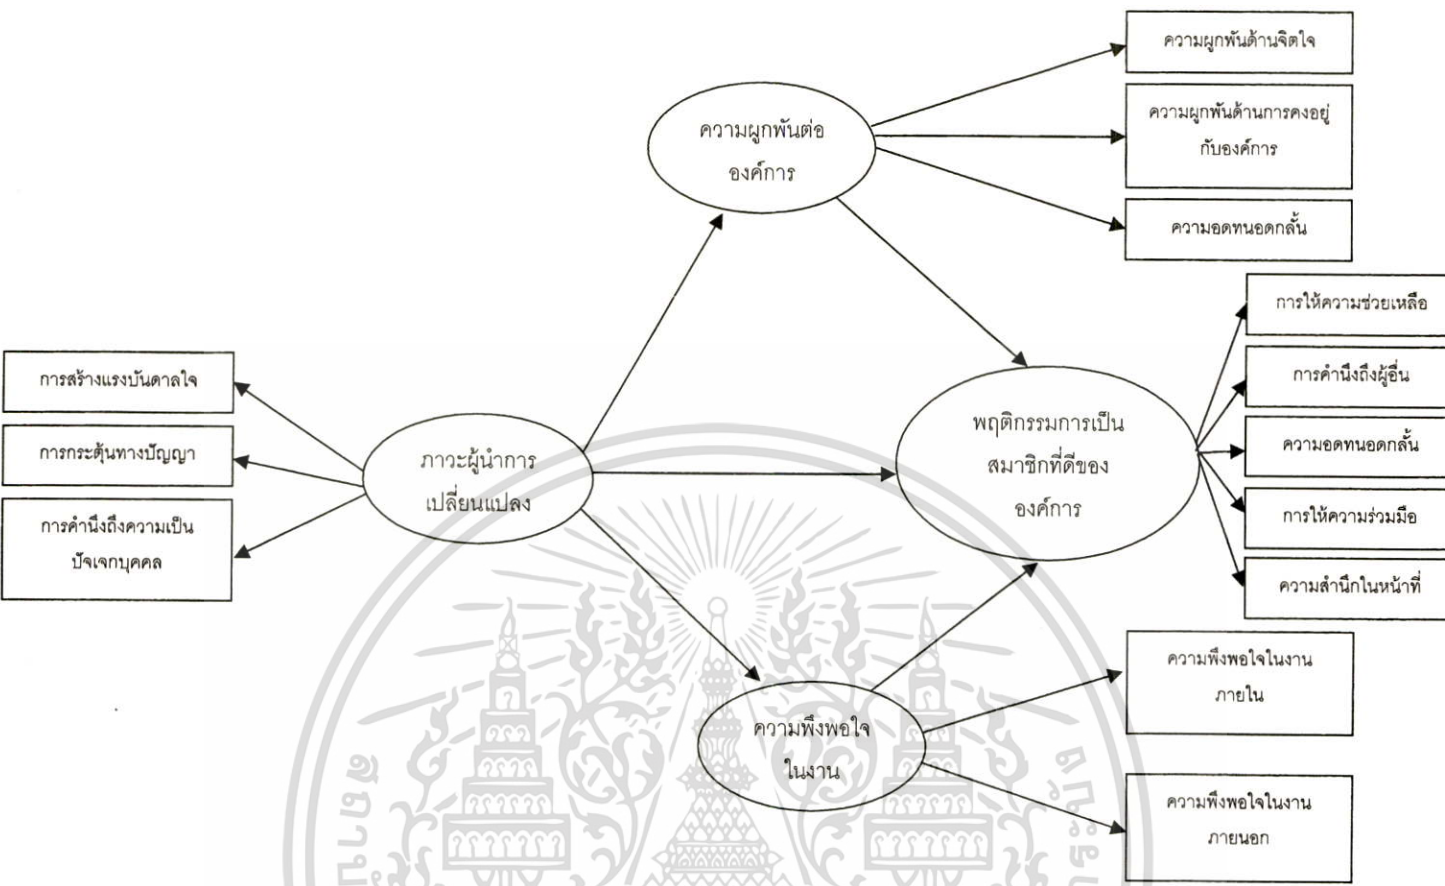 ความผูกพันด้านจิตใจ
ความผูกพันด้านการคงอยู่
กับองค์การ
ความอดทนอดกลั้น
ความผูกพันต่อ
องค์การ
การให้ความช่วยเหลือ
การคำนึงถึงผู้อื่น
ความอดทนอดกลั้น
การให้ความร่วมมือ
ความสำนึกในหน้าที่
พฤติกรรมการเป็น
สมาชิกที่ดีของ
องค์การ
การสร้างแรงบันดาลใจ
การกระตุ้นทางปัญญา
การคำนึงถึงความเป็น
ปัจเจกบุคคล
ภาวะผู้นำการ
เปลี่ยนแปลง
ความพึงพอใจ
ในงาน
ความพึงพอใจในงาน
ภายใน
ความพึงพอใจในงาน
ภายนอก